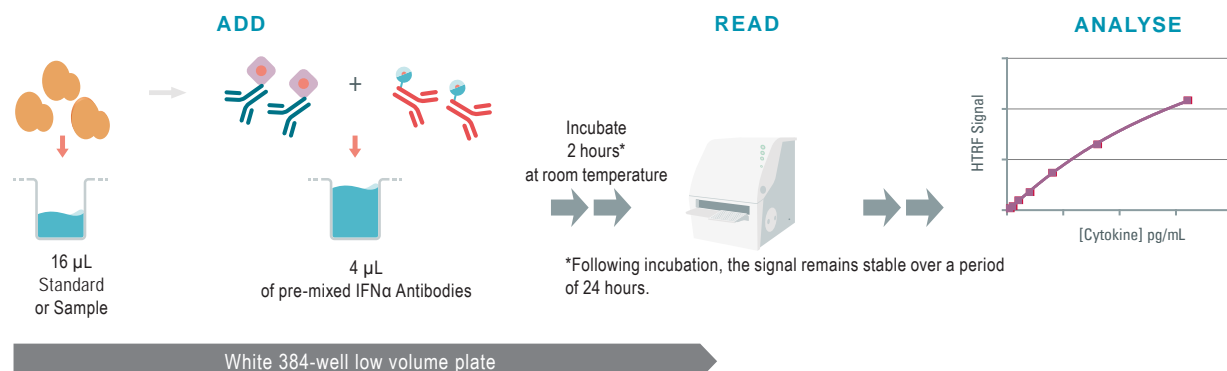 ADD
READ
ANALYSE
+
Incubate
2 hours*
at room temperature
HTRF Signal
[Cytokine] pg/mL
16 µL
Standard
or Sample
4 µL
of pre-mixed IFNα Antibodies
*Following incubation, the signal remains stable over a period
of 24 hours.
White 384-well low volume plate